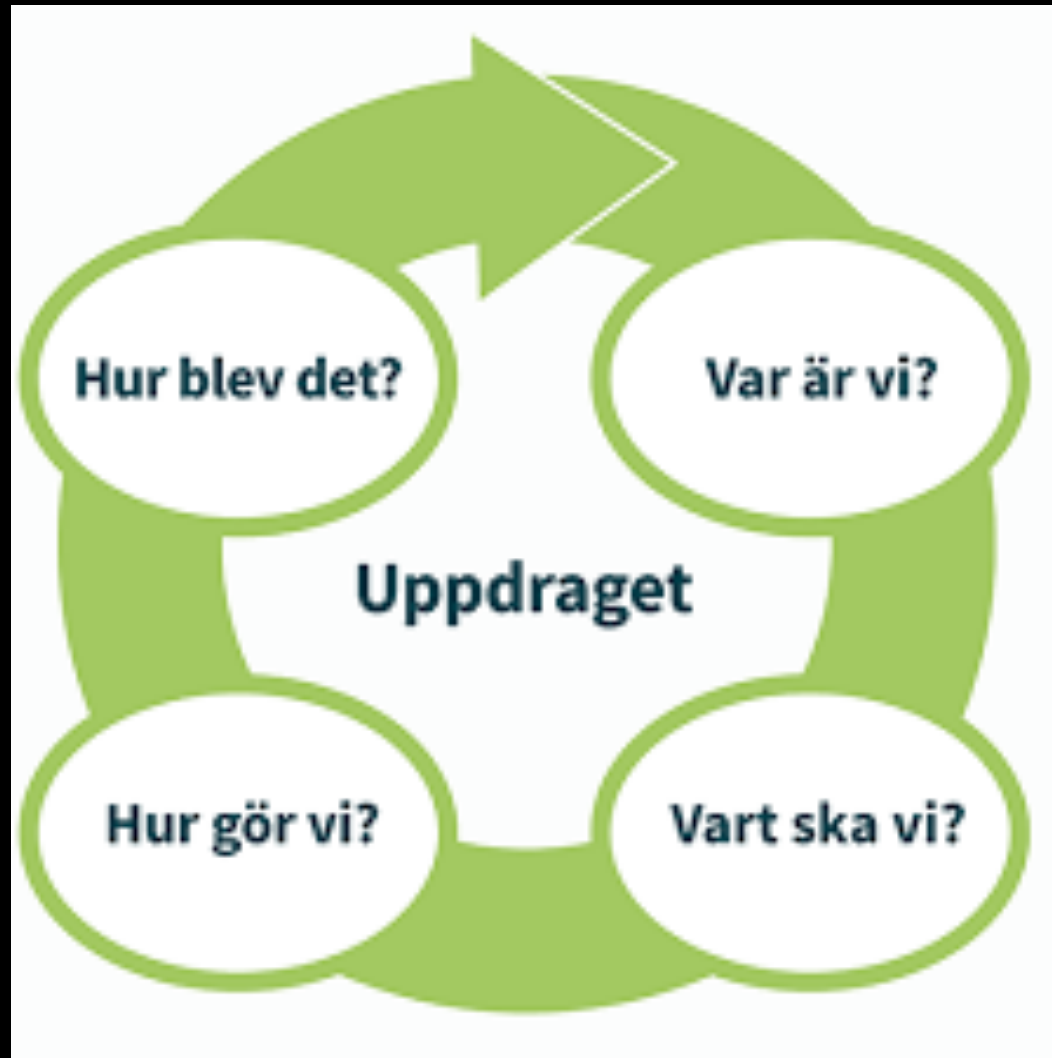 Hur blev det?
Var är vi?
Uppdraget
Hur gör vi?
Vart ska vi?